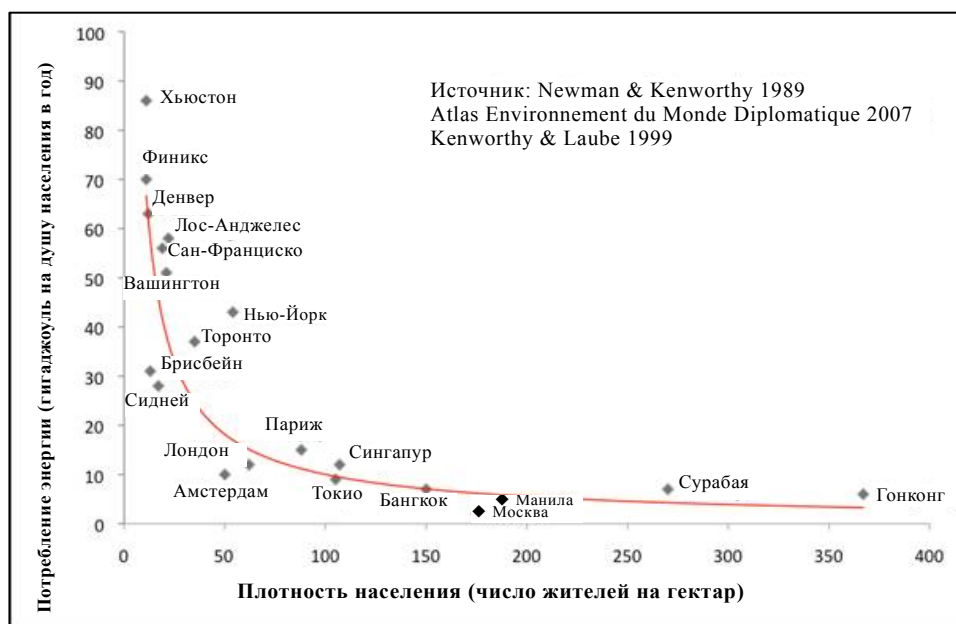 Потребление энергии (гигаджоуль на душу населения в год)
100
90
80
70
60
50
40
30
20
10
0
Хьюстон
Источник: Newman & Kenworthy 1989
Atlas Environnement du Monde Diplomatique 2007
Kenworthy & Laube 1999
Финикс
Денвер
Лос-Анджелес
Сан-Франциско
Вашингтон
Нью-Йорк
Торонто
Брисбейн
Сидней
Париж
Лондон
Сингапур
Амстердам
Токио
Бангкок
Манила
Москва
Сурабая
Гонконг
0 50 100 150 200 250 300 350 400
Плотность населения (число жителей на гектар)